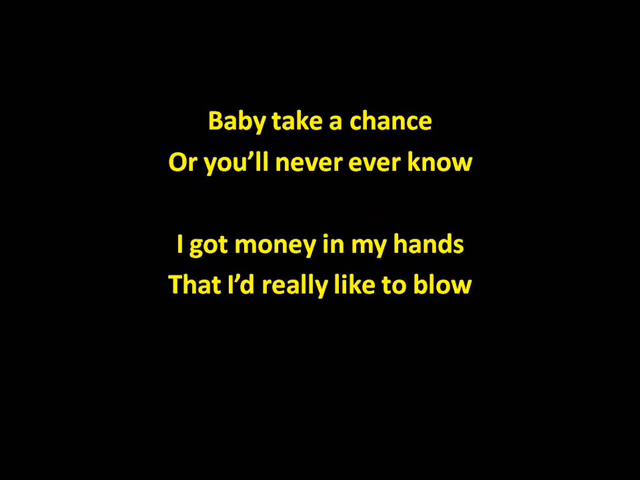 Baby take a chance
Or you’ll never ever know
I got money in my hands
That I’d really like to blow